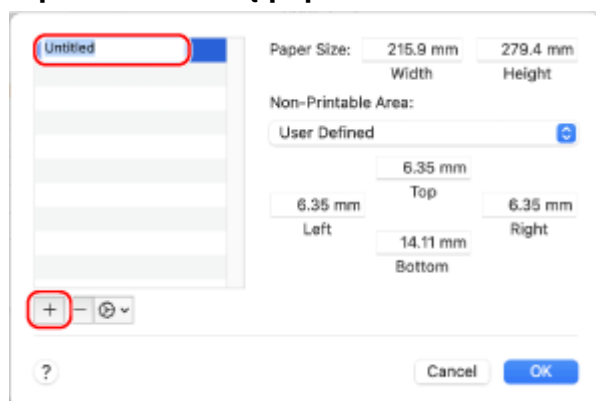 Untitled
Paper Size: 215.9 mm 279.4 mm
Width Height
Non-Printable Area:
User Defined
6.35 mm
Top
6.35 mm 6.35 mm
Left Right
14.11 mm
Bottom
+ −
? Cancel OK